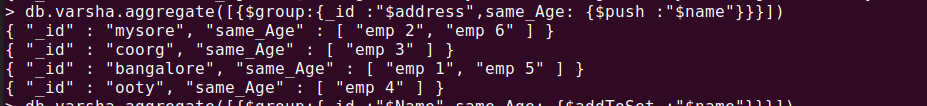 > db.varsha.aggregate([{$group:{_id :"$address",same_Age: {$push :"$name"}}}])
{ "_id" : "mysore", "same_Age" : [ "emp 2", "emp 6" ] }
{ "_id" : "coorg", "same_Age" : [ "emp 3" ] }
{ "_id" : "bangalore", "same_Age" : [ "emp 1", "emp 5" ] }
{ "_id" : "ooty", "same_Age" : [ "emp 4" ] }
> db.varsha.aggregate([{$group:{_id :"$Name",same_Age: {$addToSet :"$name"}}}])